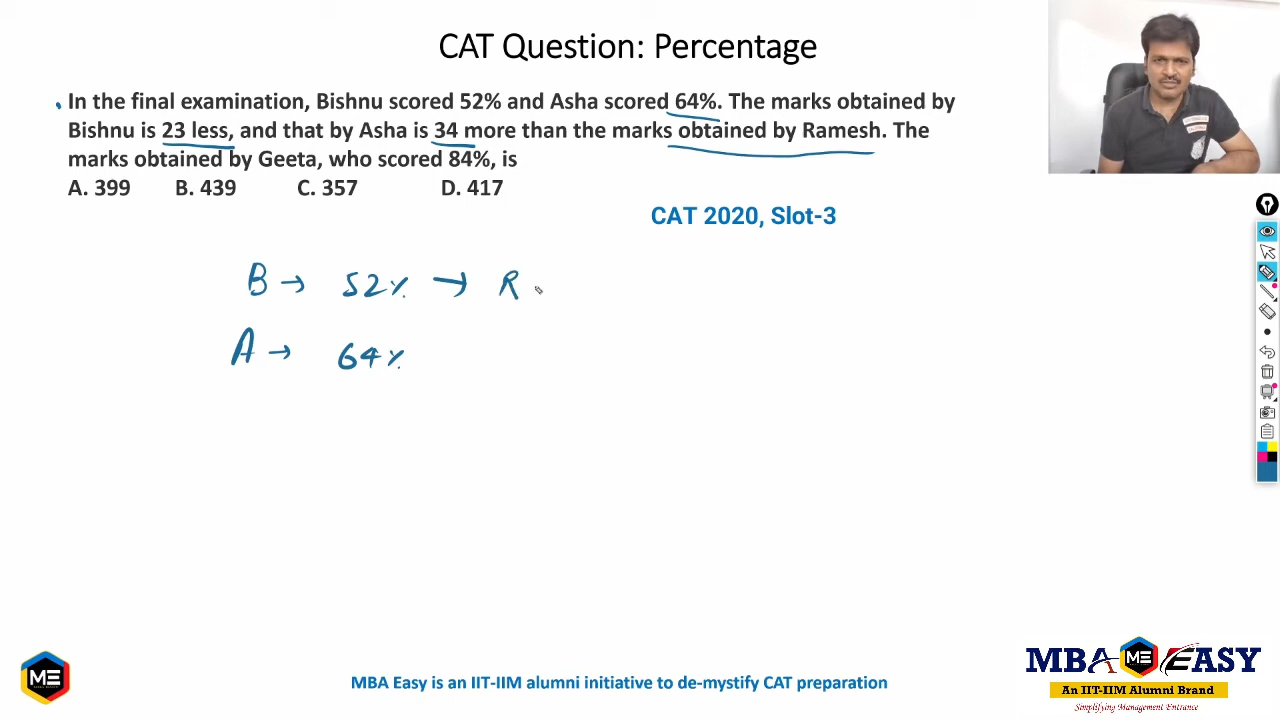 CAT Question: Percentage
In the final examination, Bishnu scored 52% and Asha scored 64%. The marks obtained by
Bishnu is 23 less, and that by Asha is 34 more than the marks obtained by Ramesh. The
marks obtained by Geeta, who scored 84%, is
A. 399 B. 439 C. 357 D. 417
CAT 2020, Slot-3
B → 52% → R
A → 64%
ME
MBA Easy is an IIT-IIM alumni initiative to de-mystify CAT preparation
MBA ME EASY
An IIT-IIM Alumni Brand
Simplifying Management Entrance